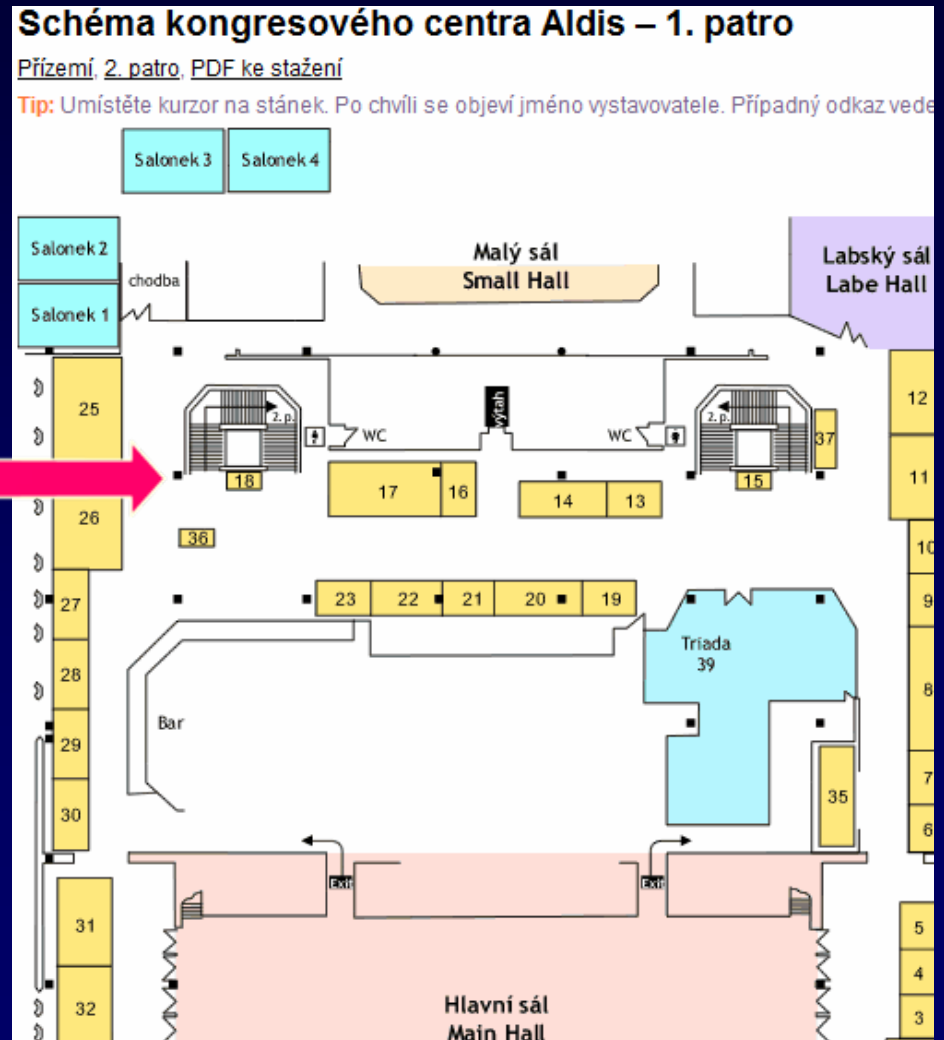 Schéma kongresového centra Aldis – 1. patro
Přízemí, 2. patro, PDF ke stažení
Tip: Umístěte kurzor na stánek. Po chvíli se objeví jméno vystavovatele. Případný odkaz vede
Salonek 3
Salonek 4
Salonek 2
Salonek 1
chodba
Malý sál
Small Hall
Labský sál
Labe Hall
25
2. p.
WC
výtah
WC
2. p.
37
12
11
18
17
16
14
13
15
26
36
10
27
23
22
21
20
19
9
28
Triada
39
8
Bar
29
30
35
7
6
Exit
Exit
31
5
4
32
Hlavní sál
Main Hall
3